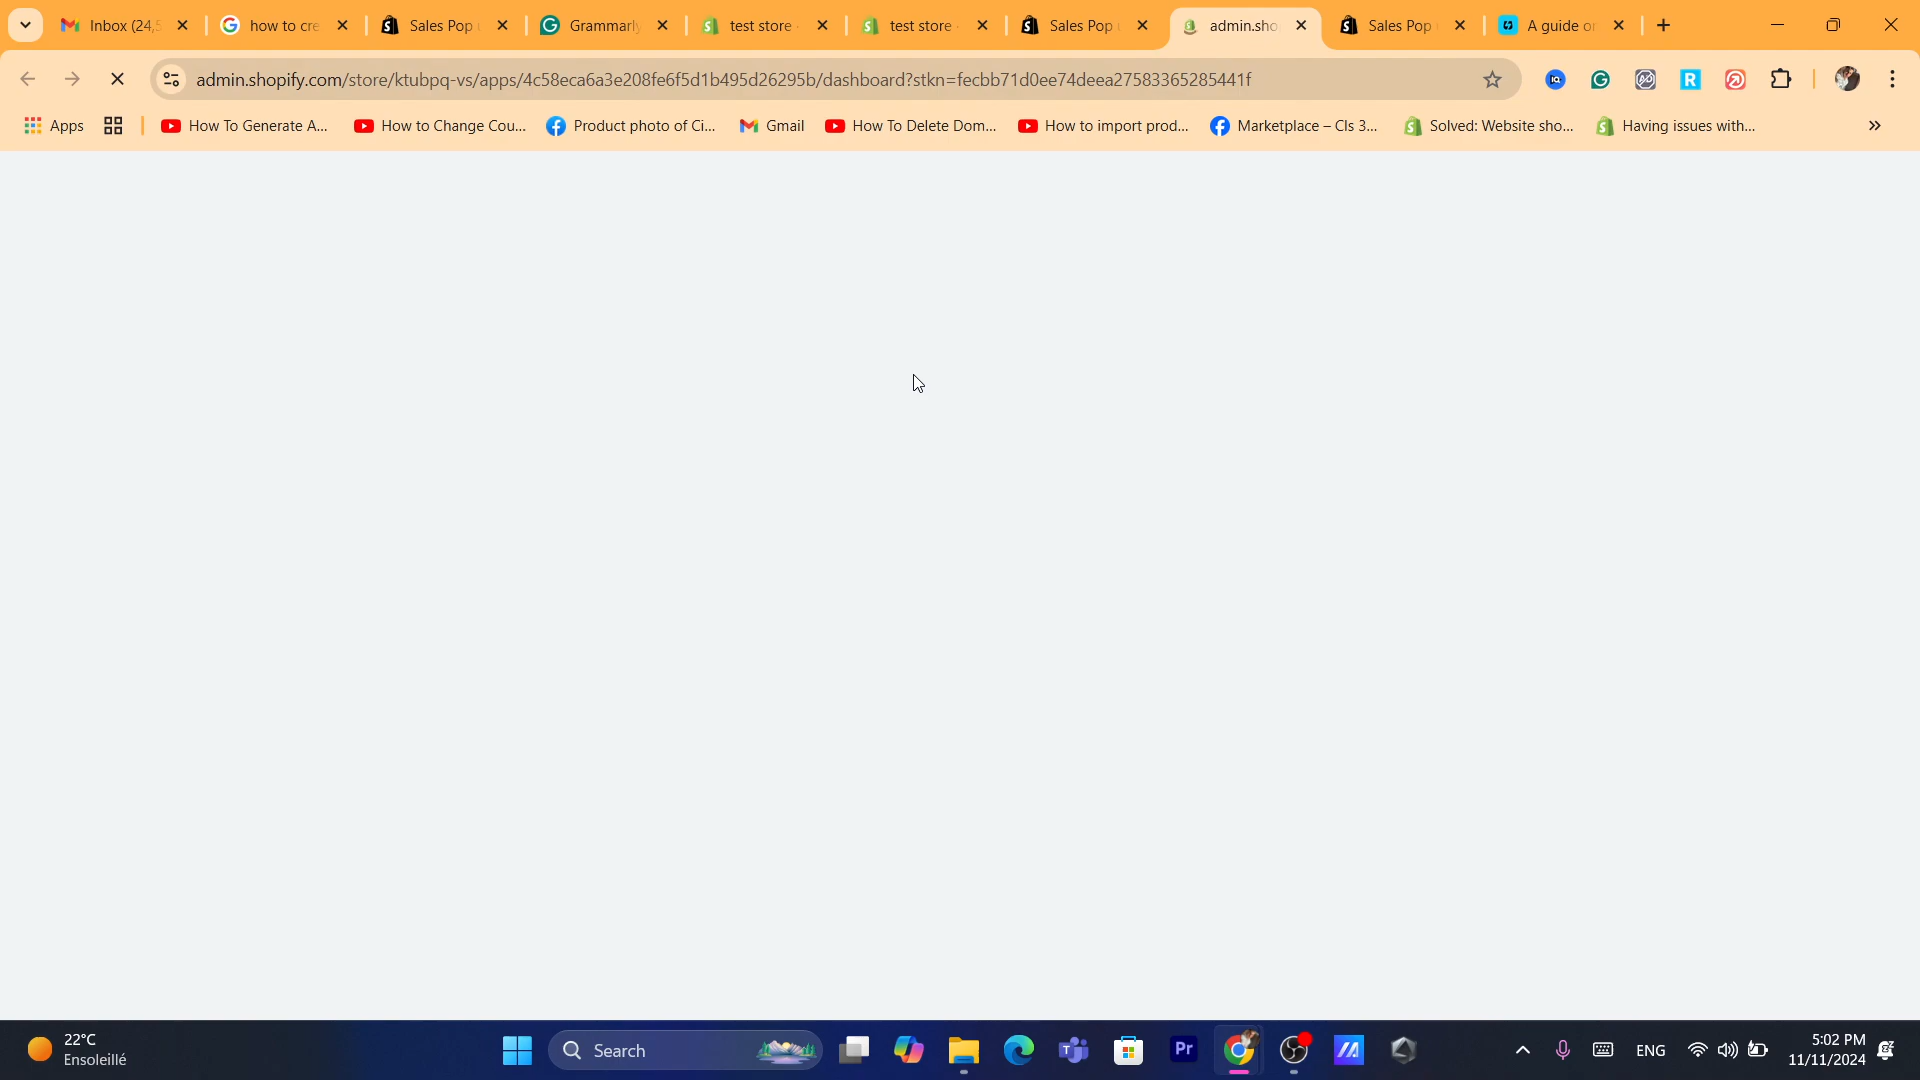 Inbox (24,5
how to cre
Sales Pop
Grammarly
test store
test store
Sales Pop
admin.sho
Sales Pop
A guide on
admin.shopify.com/store/ktubpq-vs/apps/4c58eca6a3e208fe6f5d1b495d26295b/dashboard?stkn=fecbb71d0ee74deea27583365285441f
Apps
How To Generate A...
How to Change Cou...
Product photo of Ci...
Gmail
How To Delete Dom...
How to import prod...
Marketplace – Cls 3...
Solved: Website sho...
Having issues with...
22°C
Ensoleillé
Search
ENG
5:02 PM
11/11/2024